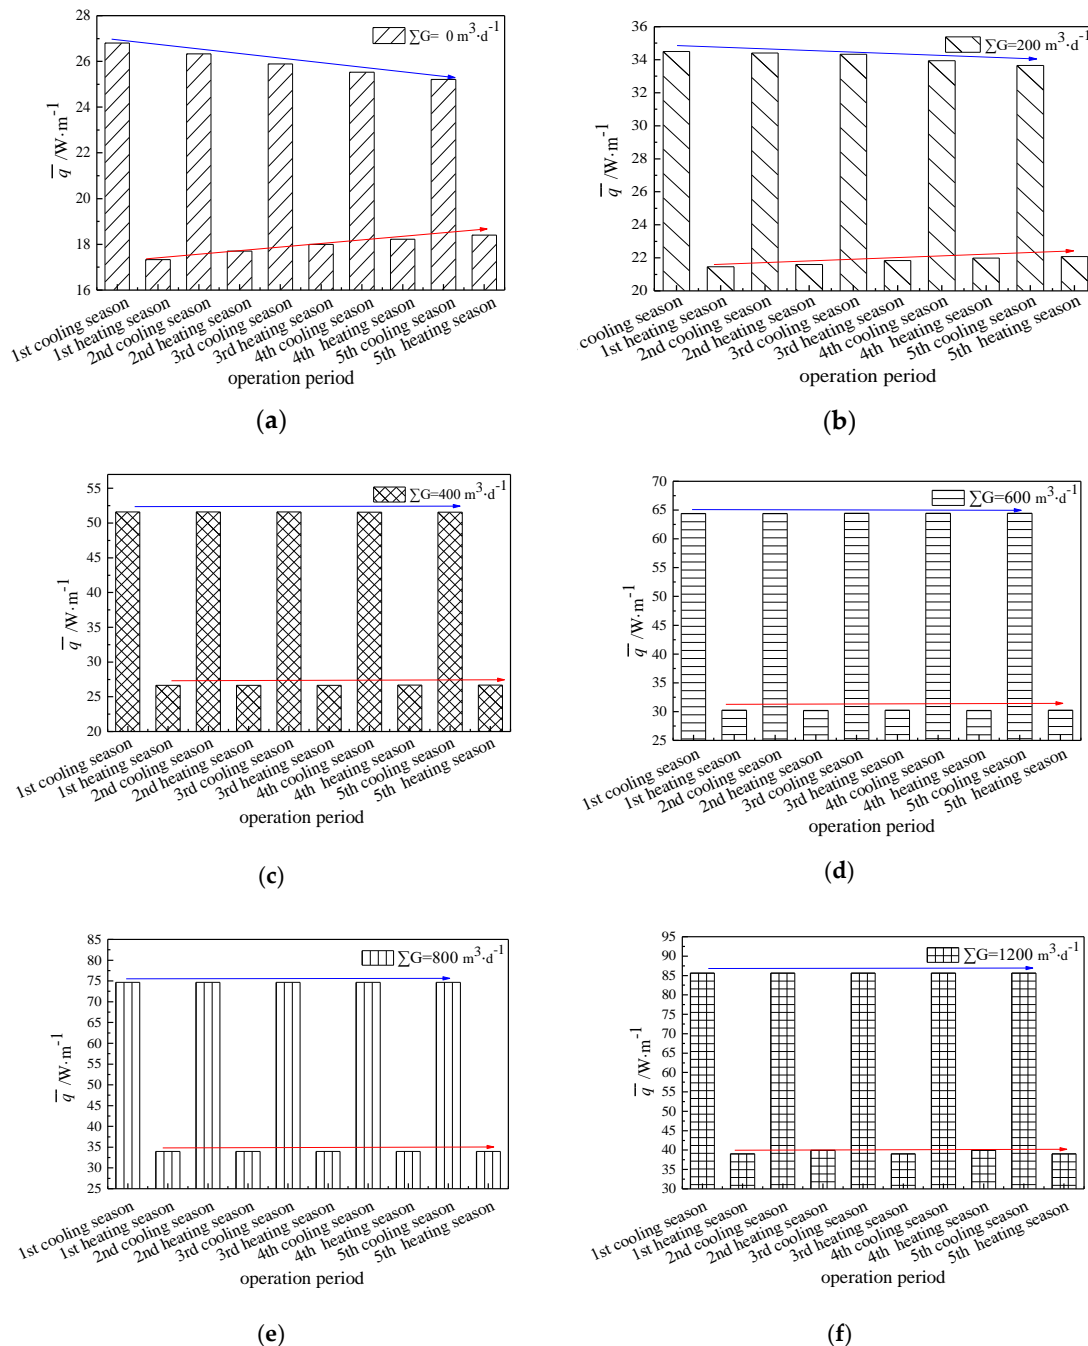 28
26
24
22
20
18
16
q̅ /W·m⁻¹
∑G= 0 m³·d⁻¹
1st cooling season
1st heating season
2nd cooling season
2nd heating season
3rd cooling season
3rd heating season
4th cooling season
4th heating season
5th cooling season
5th heating season
operation period
(a)
36
34
32
30
28
26
24
22
20
q̅ /W·m⁻¹
∑G=200 m³·d⁻¹
cooling season
1st heating season
2nd cooling season
2nd heating season
3rd cooling season
3rd heating season
4th cooling season
4th heating season
5th cooling season
5th heating season
operation period
(b)
55
50
45
40
35
30
25
20
q̅ /W·m⁻¹
∑G=400 m³·d⁻¹
1st cooling season
1st heating season
2nd cooling season
2nd heating season
3rd cooling season
3rd heating season
4th cooling season
4th heating season
5th cooling season
5th heating season
operation period
(c)
70
65
60
55
50
45
40
35
30
25
q̅ /W·m⁻¹
∑G=600 m³·d⁻¹
1st cooling season
1st heating season
2nd cooling season
2nd heating season
3rd cooling season
3rd heating season
4th cooling season
4th heating season
5th cooling season
5th heating season
operation period
(d)
85
80
75
70
65
60
55
50
45
40
35
30
25
q̅ /W·m⁻¹
∑G=800 m³·d⁻¹
1st cooling season
1st heating season
2nd cooling season
2nd heating season
3rd cooling season
3rd heating season
4th cooling season
4th heating season
5th cooling season
5th heating season
operation period
(e)
95
90
85
80
75
70
65
60
55
50
45
40
35
30
q̅ /W·m⁻¹
∑G=1200 m³·d⁻¹
1st cooling season
1st heating season
2nd cooling season
2nd heating season
3rd cooling season
3rd heating season
4th cooling season
4th heating season
5th cooling season
5th heating season
operation period
(f)